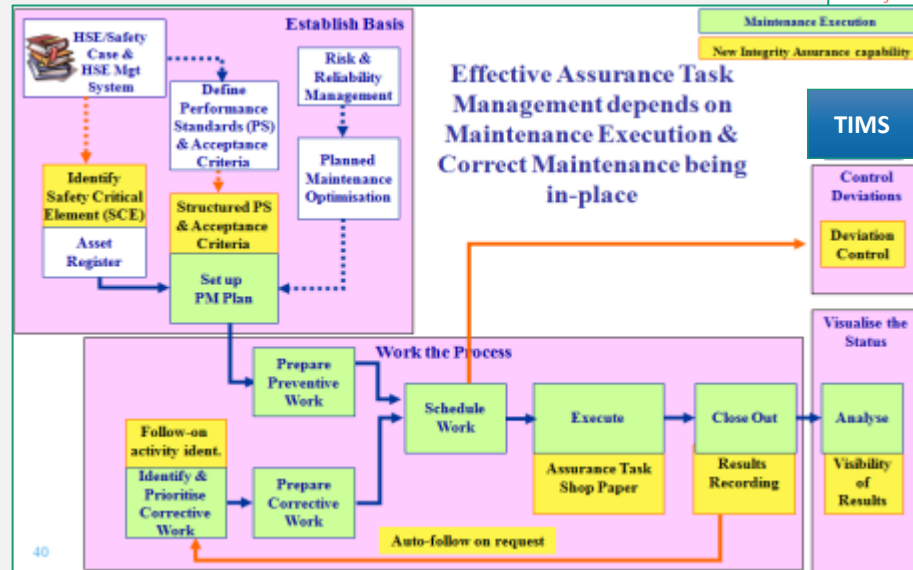 Establish Basis
HSE/Safety
Case &
HSE Mgt
System
Define
Performance
Standards (PS)
& Acceptance
Criteria
Risk &
Reliability
Management
Planned
Maintenance
Optimisation
Identify
Safety Critical
Element (SCE)
Asset
Register
Structured PS
& Acceptance
Criteria
Set up
PM Plan
Maintenance Execution
New Integrity Assurance capability
Effective Assurance Task
Management depends on
Maintenance Execution &
Correct Maintenance being
in-place
TIMS
Control
Deviations
Deviation
Control
Work the Process
Prepare
Preventive
Work
Schedule
Work
Execute
Assurance Task
Shop Paper
Close Out
Results
Recording
Follow-on
activity ident.
Identify &
Prioritise
Corrective
Work
Prepare
Corrective
Work
Auto-follow on request
Visualise the
Status
Analyse
Visibility
of
Results
40